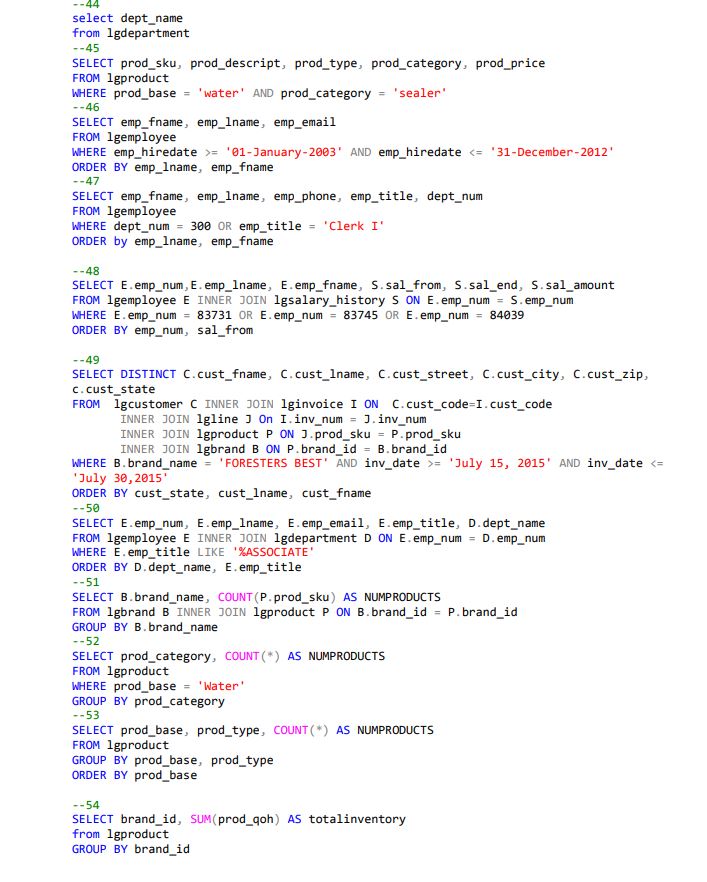 --44
select dept_name
from lgdepartment
--45
SELECT prod_sku, prod_descript, prod_type, prod_category, prod_price
FROM lgproduct
WHERE prod_base = 'water' AND prod_category = 'sealer'
--46
SELECT emp_fname, emp_lname, emp_email
FROM lgemployee
WHERE emp_hiredate >= '01-January-2003' AND emp_hiredate <= '31-December-2012'
ORDER BY emp_lname, emp_fname
--47
SELECT emp_fname, emp_lname, emp_phone, emp_title, dept_num
FROM lgemployee
WHERE dept_num = 300 OR emp_title = 'Clerk I'
ORDER by emp_lname, emp_fname
--48
SELECT E.emp_num,E.emp_lname, E.emp_fname, S.sal_from, S.sal_end, S.sal_amount
FROM lgemployee E INNER JOIN lgsalary_history S ON E.emp_num = S.emp_num
WHERE E.emp_num = 83731 OR E.emp_num = 83745 OR E.emp_num = 84039
ORDER BY emp_num, sal_from
--49
SELECT DISTINCT C.cust_fname, C.cust_lname, C.cust_street, C.cust_city, C.cust_zip,
c.cust_state
FROM  lgcustomer C INNER JOIN lginvoice I ON  C.cust_code=I.cust_code
INNER JOIN lgline J On I.inv_num = J.inv_num
INNER JOIN lgproduct P ON J.prod_sku = P.prod_sku
INNER JOIN lgbrand B ON P.brand_id = B.brand_id
WHERE B.brand_name = 'FORESTERS BEST' AND inv_date >= 'July 15, 2015' AND inv_date <=
'July 30,2015'
ORDER BY cust_state, cust_lname, cust_fname
--50
SELECT E.emp_num, E.emp_lname, E.emp_email, E.emp_title, D.dept_name
FROM lgemployee E INNER JOIN lgdepartment D ON E.emp_num = D.emp_num
WHERE E.emp_title LIKE '%ASSOCIATE'
ORDER BY D.dept_name, E.emp_title
--51
SELECT B.brand_name, COUNT(P.prod_sku) AS NUMPRODUCTS
FROM lgbrand B INNER JOIN lgproduct P ON B.brand_id = P.brand_id
GROUP BY B.brand_name
--52
SELECT prod_category, COUNT(*) AS NUMPRODUCTS
FROM lgproduct
WHERE prod_base = 'Water'
GROUP BY prod_category
--53
SELECT prod_base, prod_type, COUNT(*) AS NUMPRODUCTS
FROM lgproduct
GROUP BY prod_base, prod_type
ORDER BY prod_base
--54
SELECT brand_id, SUM(prod_qoh) AS totalinventory
from lgproduct
GROUP BY brand_id